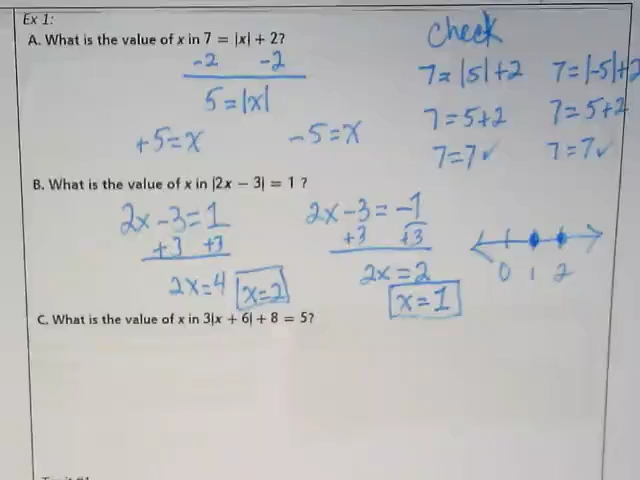 Ex 1:
A. What is the value of x in 7 = |x| + 2?
-2 -2
5 = |x|
+5 = x -5 = x
check
7 = |5| + 2 7 = |-5| + 2
7 = 5 + 2 7 = 5 + 2
7 = 7 ✓ 7 = 7 ✓
B. What is the value of x in |2x − 3| = 1 ?
2x - 3 = 1 2x - 3 = -1
+3 +3 +3 +3
2x = 4 x = 2 2x = 2
x = 1
0 1 2
C. What is the value of x in 3|x + 6| + 8 = 5?